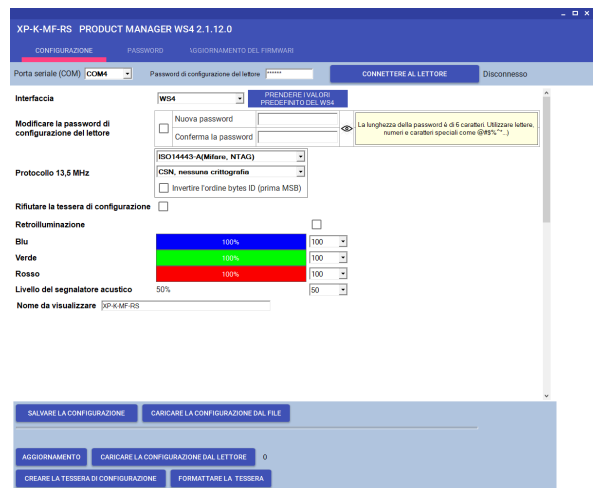 XP-K-MF-RS PRODUCT MANAGER WS4 2.1.12.0
CONFIGURAZIONE PASSWORD AGGIORNAMENTO DEL FIRMWARI
Porta seriale (COM) COM4 Password di configurazione del lettore ****** CONNETTERE AL LETTORE Disconnesso
Interfaccia WS4 PRENDERE I VALORI PREDEFINITO DEL WS4
Modificare la password di configurazione del lettore
Nuova password
Conferma la password
La lunghezza della password è di 6 caratteri. Utilizzare lettere, numeri e caratteri speciali come @#$%^*...)
Protocollo 13,5 MHz
ISO14443-A(Mifare, NTAG)
CSN, nessuna crittografia
Invertire l'ordine bytes ID (prima MSB)
Rifiutare la tessera di configurazione
Retroilluminazione
Blu 100% 100
Verde 100% 100
Rosso 100% 100
Livello del segnalatore acustico 50% 50
Nome da visualizzare XP-K-MF-RS
SALVARE LA CONFIGURAZIONE CARICARE LA CONFIGURAZIONE DAL FILE
AGGIORNAMENTO CARICARE LA CONFIGURAZIONE DAL LETTORE 0
CREARE LA TESSERA DI CONFIGURAZIONE FORMATTARE LA TESSERA